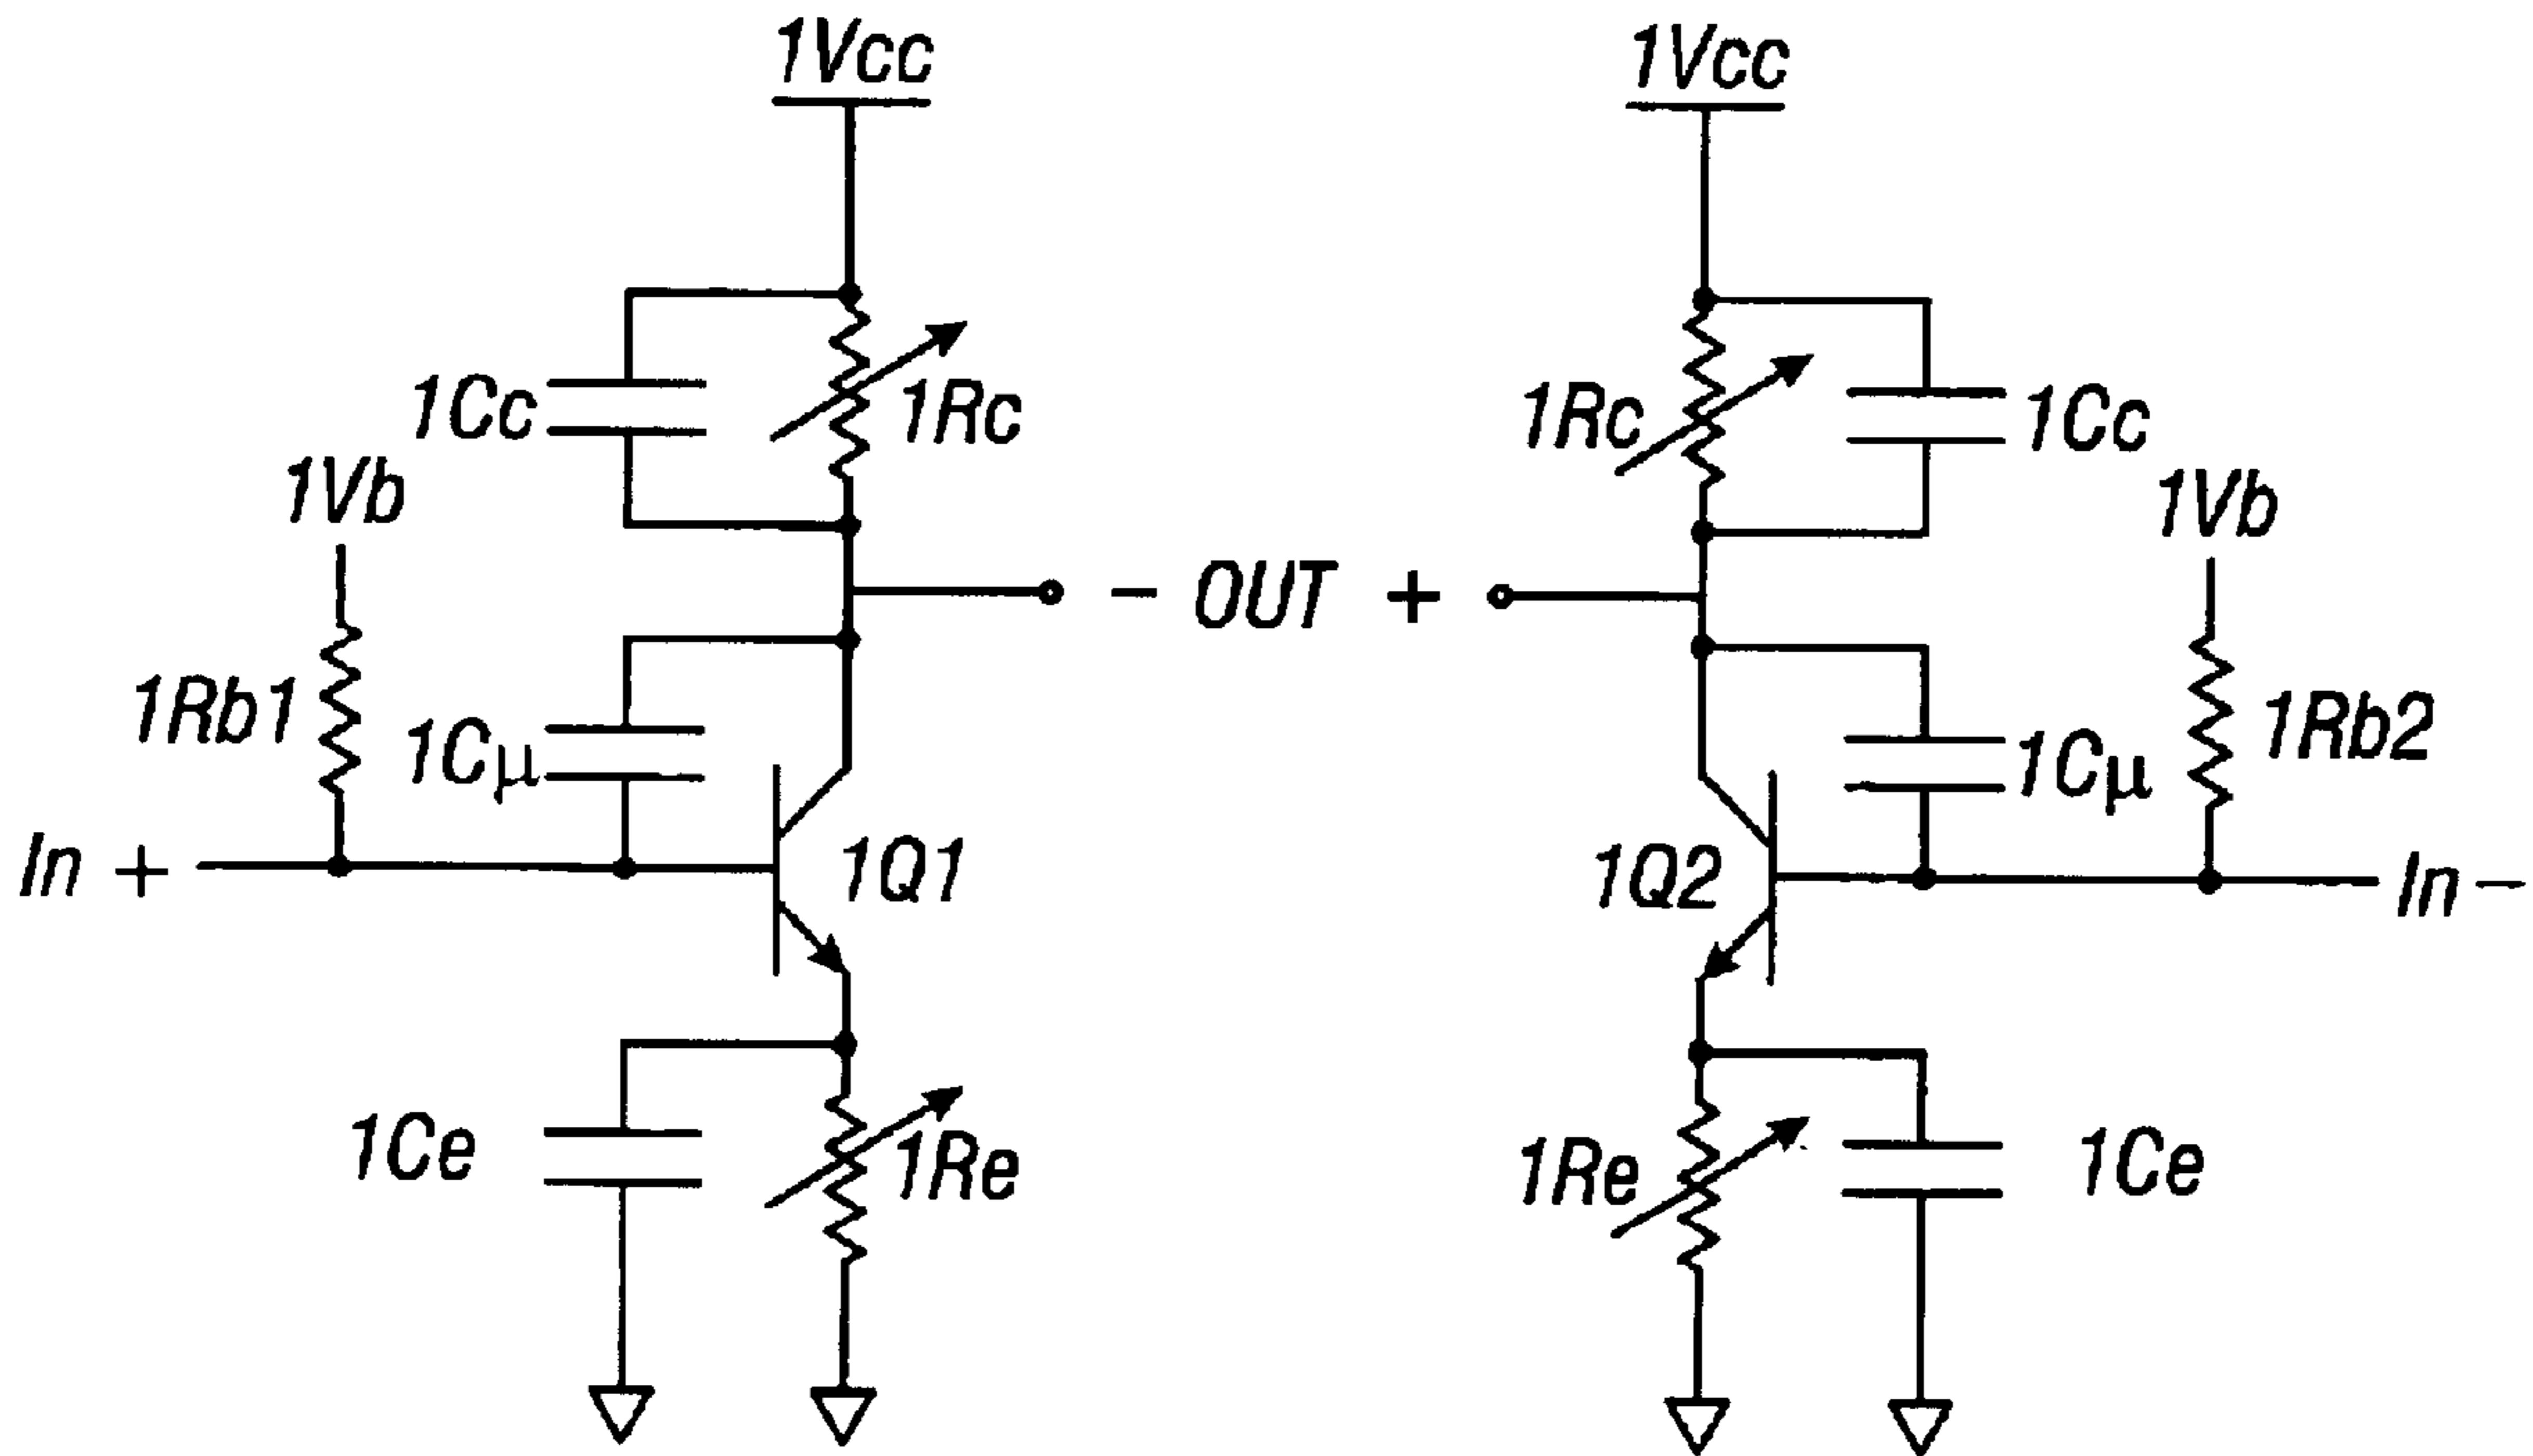 1Vcc
1Vcc
1Cc
1Rc
1Rc
1Cc
1Vb
1Vb
- OUT +
1Rb1
1Cμ
1Cμ
1Rb2
In +
1Q1
1Q2
In -
1Ce
1Re
1Re
1Ce